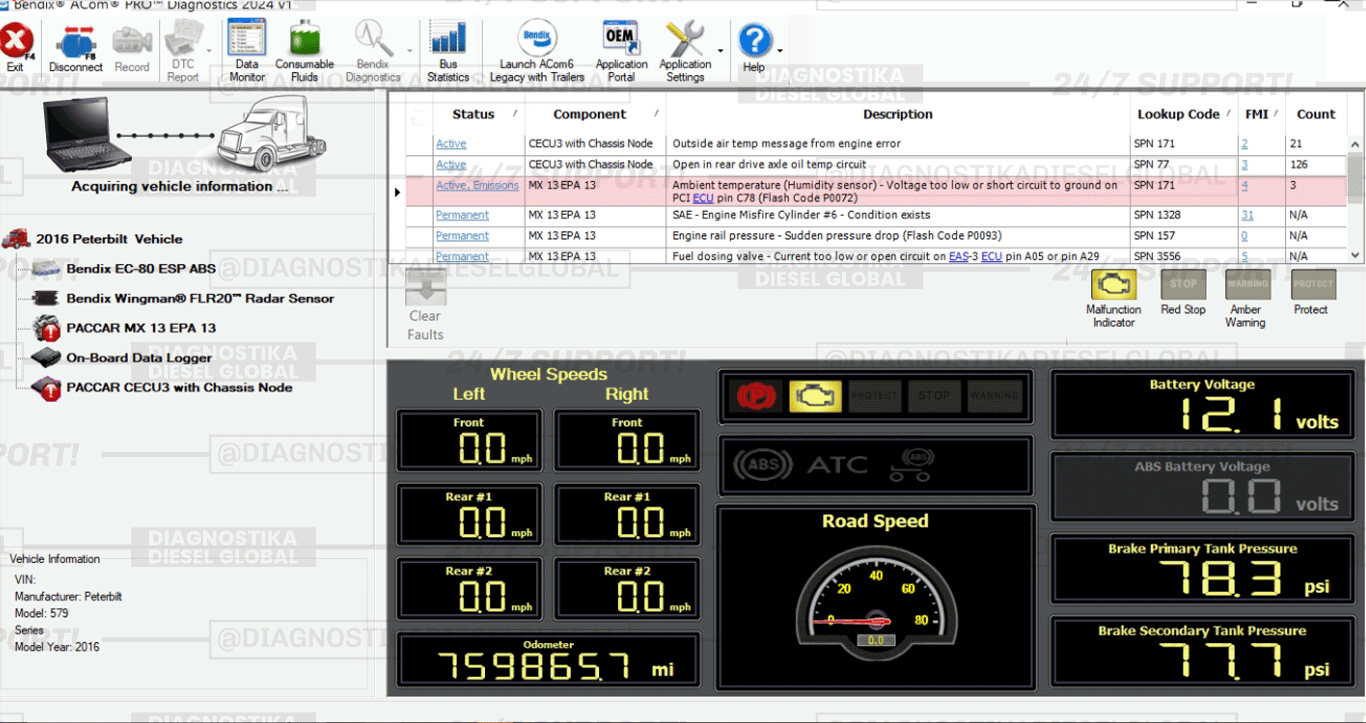 Bendix® ACom® PRO™ Diagnostics 2024 v1
Exit F4
Disconnect F8
Record
DTC Report
Data Monitor
Consumable Fluids
Bendix Diagnostics
Bus Statistics
Bendix
Launch ACom6 Legacy with Trailers
OEM
Application Portal
Application Settings
Help
24/7 SUPPORT!
@DIAGNOSTIKADIESELGLOBAL
DIAGNOSTIKA
DIESEL GLOBAL
Acquiring vehicle information ...
2016 Peterbilt Vehicle
Bendix EC-80 ESP ABS
Bendix Wingman® FLR20™ Radar Sensor
PACCAR MX 13 EPA 13
On-Board Data Logger
PACCAR CECU3 with Chassis Node
Vehicle Information
VIN:
Manufacturer: Peterbilt
Model: 579
Series
Model Year: 2016
Status / Component / Description Lookup Code / FMI / Count
Active CECU3 with Chassis Node Outside air temp message from engine error SPN 171 2 21
Active CECU3 with Chassis Node Open in rear drive axle oil temp circuit SPN 77 3 126
Active, Emissions MX 13 EPA 13 Ambient temperature (Humidity sensor) - Voltage too low or short circuit to ground on SPN 171 4 3
PCI ECU pin C78 (Flash Code P0072)
Permanent MX 13 EPA 13 SAE - Engine Misfire Cylinder #6 - Condition exists SPN 1328 31 N/A
Permanent MX 13 EPA 13 Engine rail pressure - Sudden pressure drop (Flash Code P0093) SPN 157 0 N/A
Permanent MX 13 EPA 13 Fuel dosing valve - Current too low or open circuit on EAS-3 ECU pin A05 or pin A29 SPN 3556 5 N/A
Clear
Faults
STOP WARNING PROTECT
Malfunction Indicator
Red Stop
Amber Warning
Protect
Wheel Speeds
Left Right
Front 0.0 mph
Front 0.0 mph
Rear #1 0.0 mph
Rear #1 0.0 mph
Rear #2 0.0 mph
Rear #2 0.0 mph
Odometer
759865.7 mi
PROTECT STOP WARNING
ABS ATC ABS
Road Speed
0 20 40 60 80
0.0
Battery Voltage
12.1 volts
ABS Battery Voltage
0.0 volts
Brake Primary Tank Pressure
78.3 psi
Brake Secondary Tank Pressure
77.7 psi